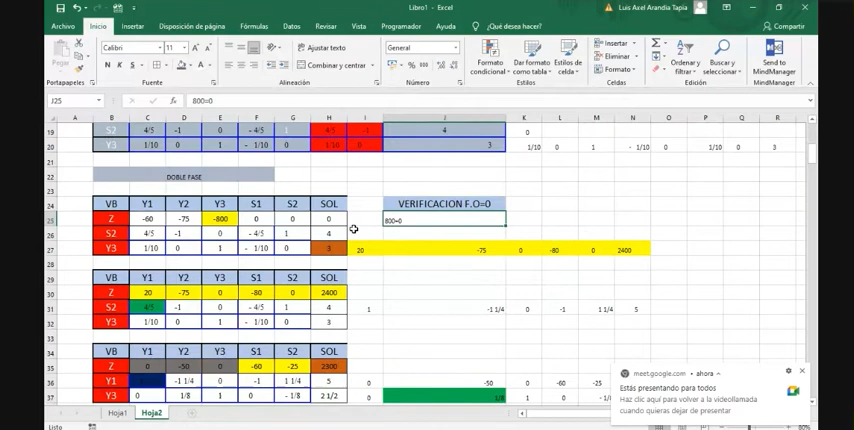 Libro1 - Excel
Luis Axel Arandia Tapia
Archivo Inicio Insertar Disposición de página Fórmulas Datos Revisar Vista Programador Ayuda ¿Qué desea hacer? Compartir
Pegar Calibri 11 Ajustar texto General Formato condicional Dar formato como tabla Estilos de celda Insertar Eliminar Formato Ordenar y filtrar Buscar y seleccionar Send to MindManager
N K S Combinar y centrar
Portapapeles Fuente Alineación Número Estilos Celdas Edición MindManager
J25 fx 800=0
A B C D E F G H I J K L M N O P Q R
19 S2 4/5 -1 0 - 4/5 1 4/5 -1 4 0
20 Y3 1/10 0 1 - 1/10 0 1/10 0 3 1/10 0 1 - 1/10 0 1/10 0 3
21
22 DOBLE FASE
23
24 VB Y1 Y2 Y3 S1 S2 SOL VERIFICACION F.O=0
25 Z -60 -75 -800 0 0 0 800=0
26 S2 4/5 -1 0 - 4/5 1 4
27 Y3 1/10 0 1 - 1/10 0 3 20 -75 0 -80 0 2400
28
29 VB Y1 Y2 Y3 S1 S2 SOL
30 Z 20 -75 0 -80 0 2400
31 S2 4/5 -1 0 - 4/5 1 4 1 -1 1/4 0 -1 1 1/4 5
32 Y3 1/10 0 1 - 1/10 0 3
33
34 VB Y1 Y2 Y3 S1 S2 SOL
35 Z 0 -50 0 -60 -25 2300
36 Y1 -1 1/4 0 -1 1 1/4 5 0 -50 0 -60 -25
37 Y3 0 1/8 1 0 - 1/8 2 1/2 0 1/8 1 0
meet.google.com • ahora
Estás presentando para todos
Haz clic aquí para volver a la videollamada
cuando quieras dejar de presentar
Hoja1 Hoja2
Listo 80%